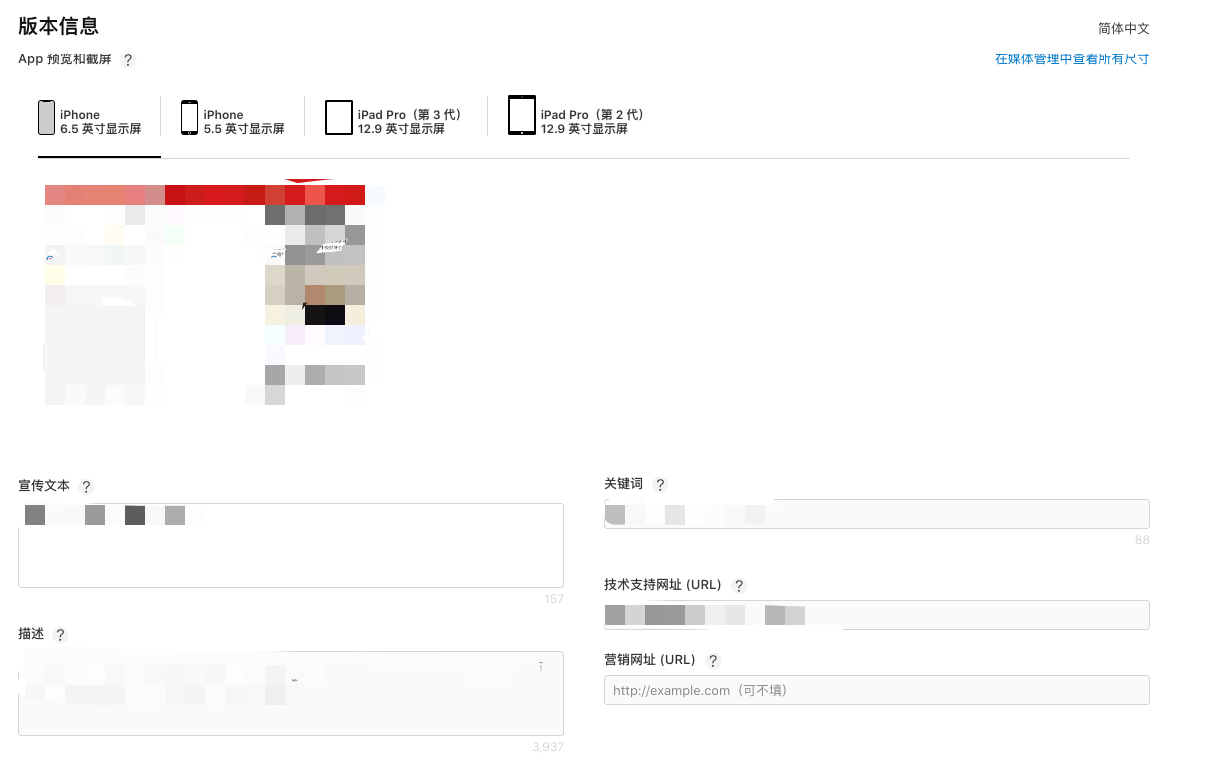 版本信息
简体中文
App 预览和截屏 ?
在媒体管理中查看所有尺寸
iPhone
6.5 英寸显示屏
iPhone
5.5 英寸显示屏
iPad Pro（第 3 代）
12.9 英寸显示屏
iPad Pro（第 2 代）
12.9 英寸显示屏
宣传文本 ?
157
描述 ?
3,937
关键词 ?
88
技术支持网址 (URL) ?
营销网址 (URL) ?
http://example.com（可不填）